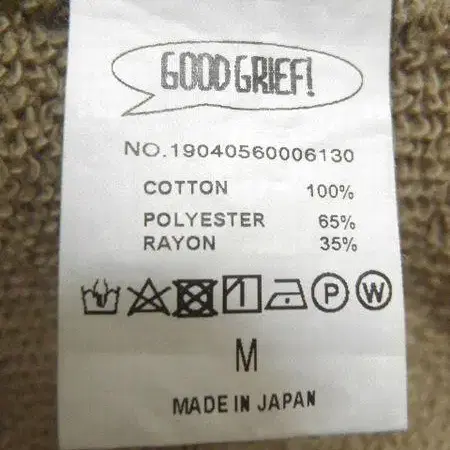 GOOD GRIEF!
NO.19040560006130
COTTON 100%
POLYESTER 65%
RAYON 35%
P W
M
MADE IN JAPAN